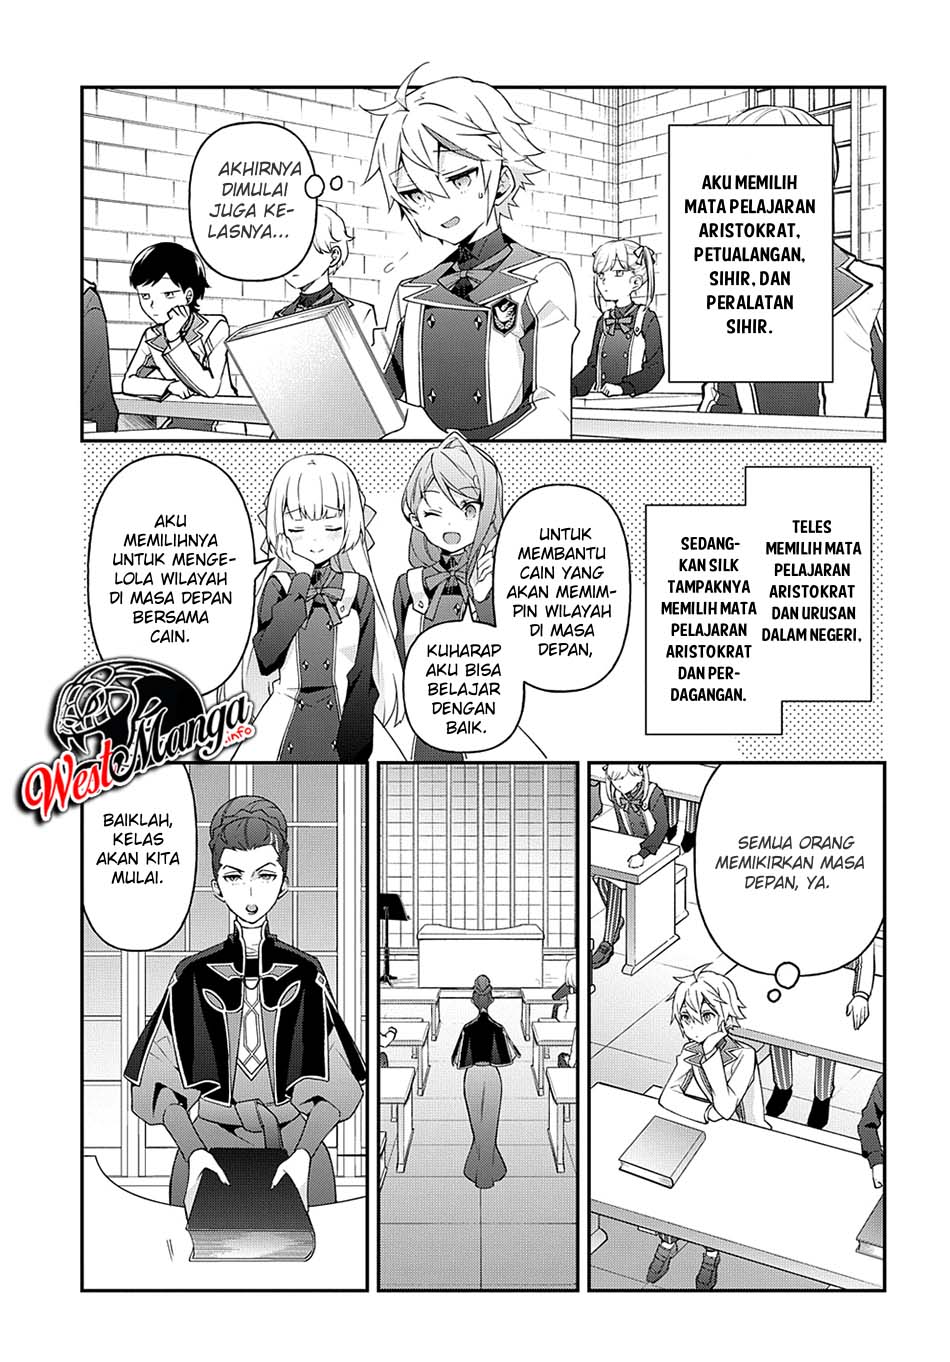 AKU MEMILIH
MATA PELAJARAN
ARISTOKRAT,
PETUALANGAN,
SIHIR, DAN
PERALATAN
SIHIR.
AKHIRNYA
DIMULAI
JUGA KE-
LASNYA...
TELES
MEMILIH MATA
PELAJARAN
ARISTOKRAT
DAN URUSAN
DALAM NEGERI,
SEDANG-
KAN SILK
TAMPAKNYA
MEMILIH MATA
PELAJARAN
ARISTOKRAT
DAN PER-
DAGANGAN.
UNTUK
MEMBANTU
CAIN YANG
AKAN MEMIM-
PIN WILAYAH
DI MASA
DEPAN,
KUHARAP
AKU BISA
BELAJAR
DENGAN
BAIK.
AKU
MEMILIHNYA
UNTUK MENGE-
LOLA WILAYAH
DI MASA DEPAN
BERSAMA
CAIN.
WestManga
.info
SEMUA ORANG
MEMIKIRKAN MASA
DEPAN, YA.
BAIKLAH,
KELAS
AKAN KITA
MULAI.